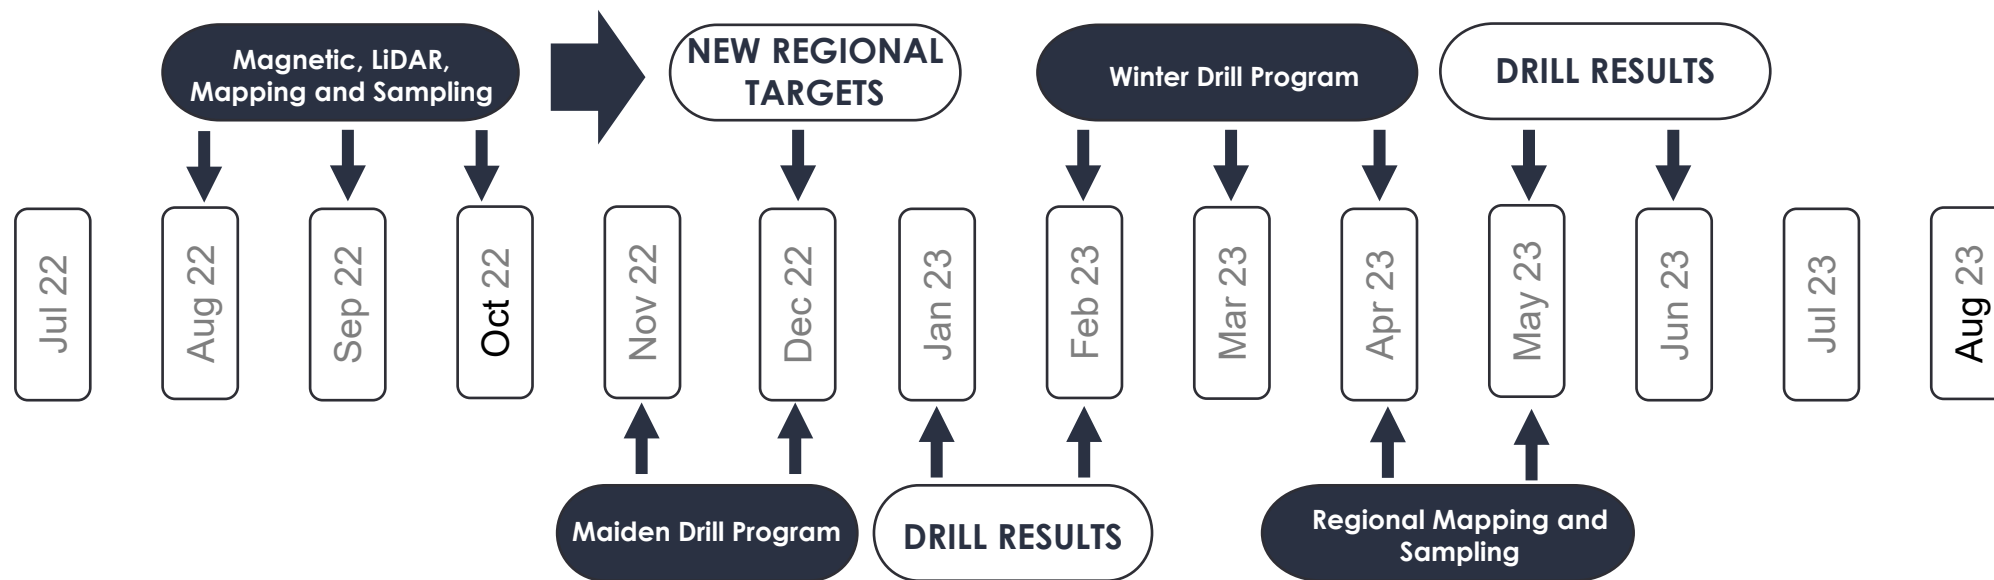 Magnetic, LiDAR,
Mapping and Sampling
NEW REGIONAL
TARGETS
Winter Drill Program
DRILL RESULTS
Jul 22
Aug 22
Sep 22
Oct 22
Nov 22
Dec 22
Jan 23
Feb 23
Mar 23
Apr 23
May 23
Jun 23
Jul 23
Aug 23
Maiden Drill Program
DRILL RESULTS
Regional Mapping and
Sampling